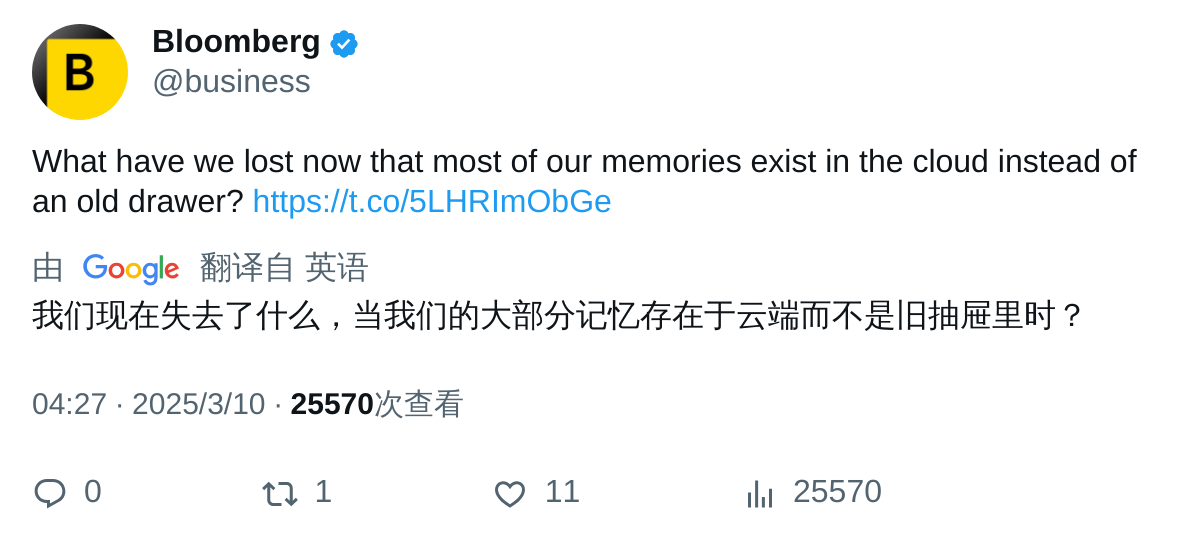 B
Bloomberg
@business
What have we lost now that most of our memories exist in the cloud instead of
an old drawer? https://t.co/5LHRImObGe
由 Google 翻译自 英语
我们现在失去了什么，当我们的大部分记忆存在于云端而不是旧抽屉里时？
04:27 · 2025/3/10 · 25570次查看
0 1 11 25570